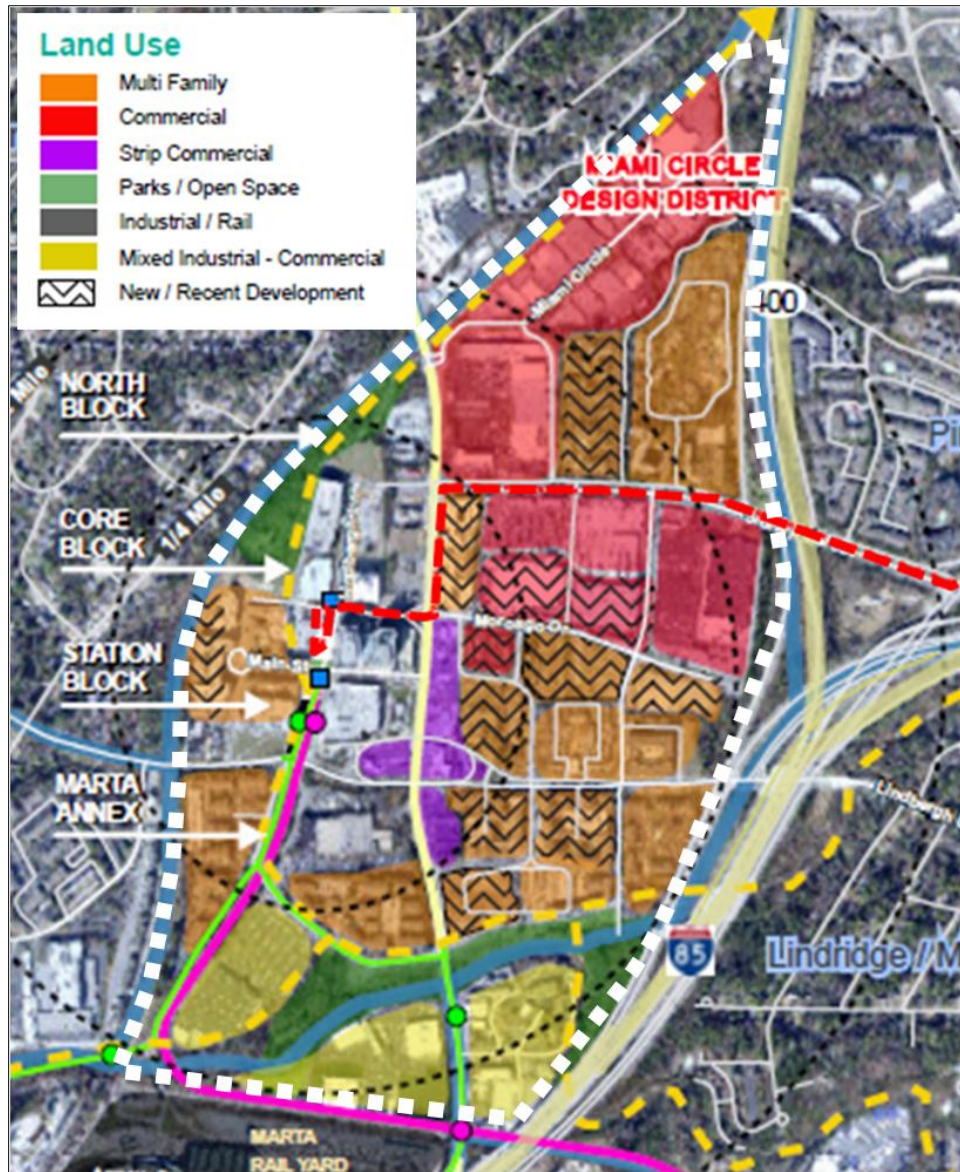 Land Use
Multi Family
Commercial
Strip Commercial
Parks / Open Space
Industrial / Rail
Mixed Industrial - Commercial
New / Recent Development
MIAMI CIRCLE
DESIGN DISTRICT
Miami Circle
400
Mile
NORTH
BLOCK
1/4 Mile
CORE
BLOCK
Morosgo Dr
Main St
STATION
BLOCK
MARTA
ANNEX
Lindbergh
85
Lindridge / M
MARTA
RAIL YARD